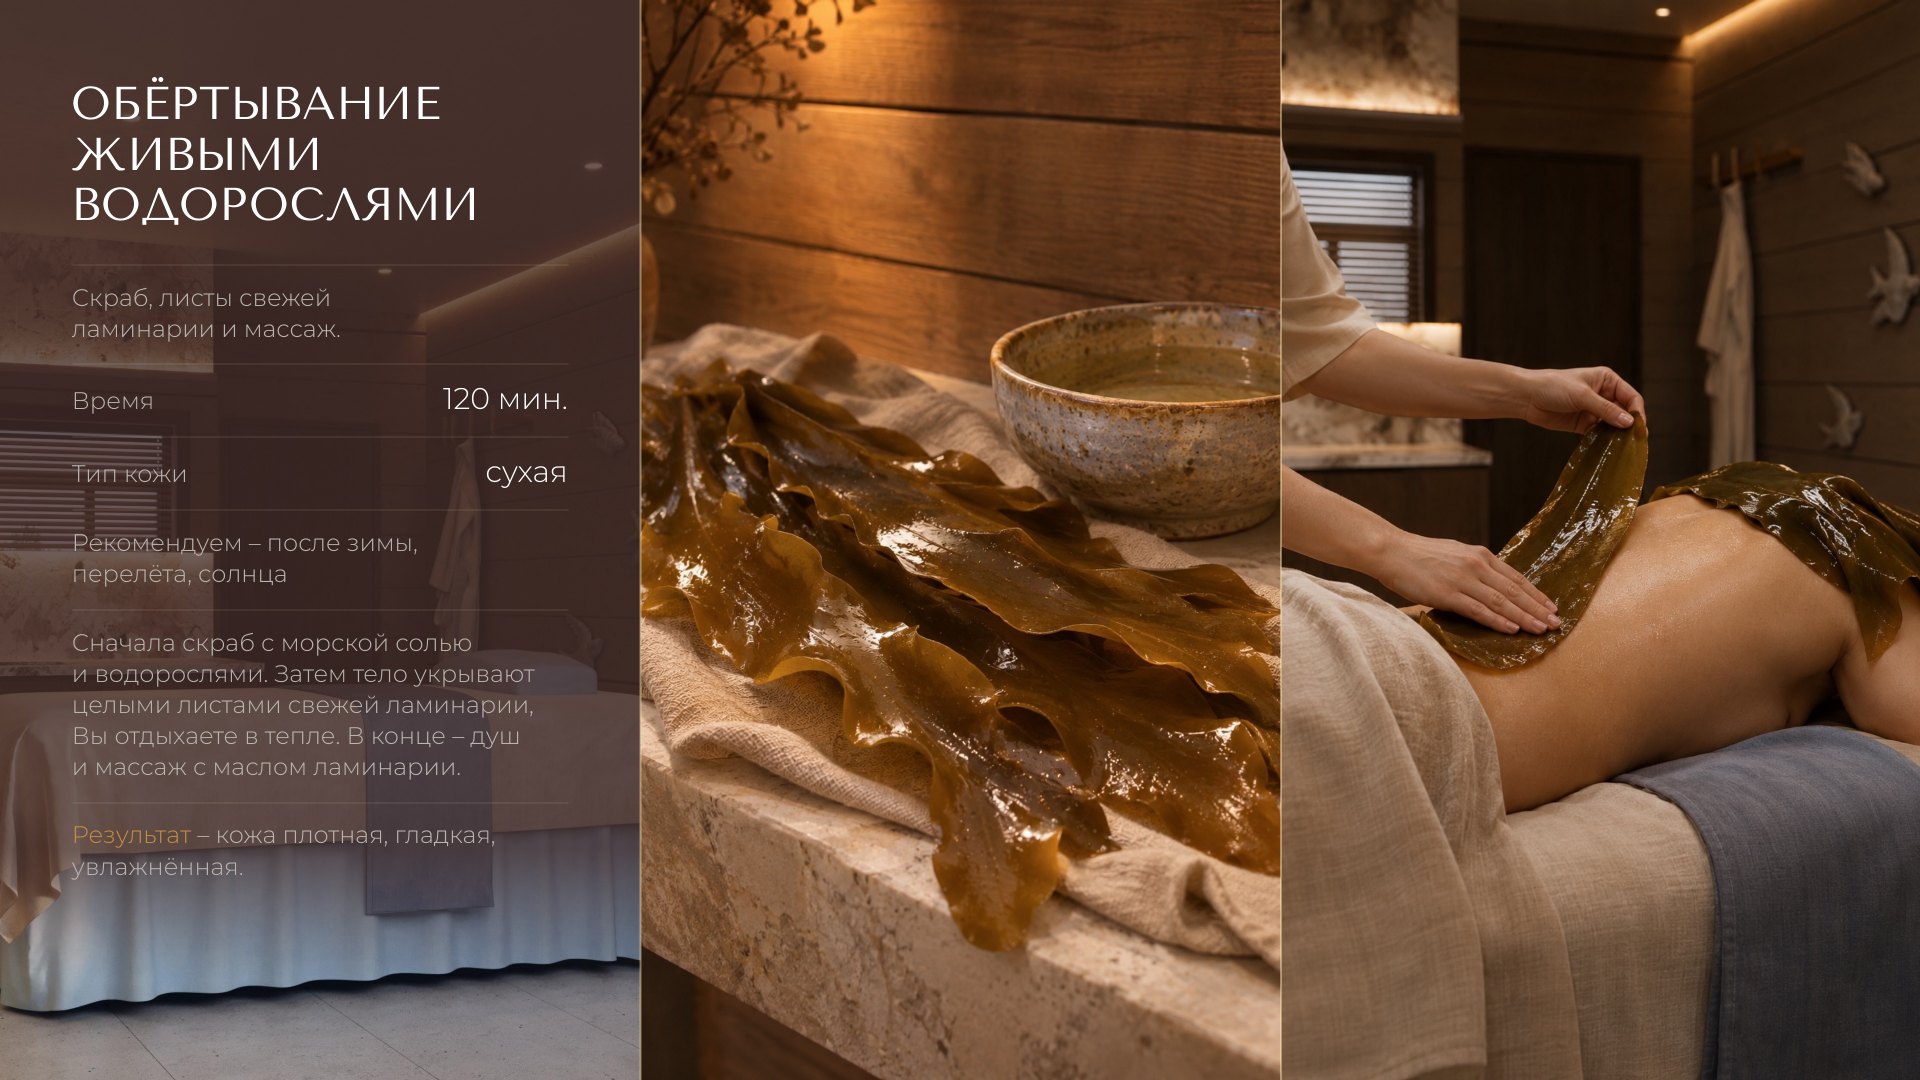 ОБЁРТЫВАНИЕ
ЖИВЫМИ
ВОДОРОСЛЯМИ
Скраб, листы свежей
ламинарии и массаж.
Время 120 мин.
Тип кожи сухая
Рекомендуем – после зимы,
перелёта, солнца
Сначала скраб с морской солью
и водорослями. Затем тело укрывают
целыми листами свежей ламинарии,
Вы отдыхаете в тепле. В конце – душ
и массаж с маслом ламинарии.
Результат – кожа плотная, гладкая,
увлажнённая.